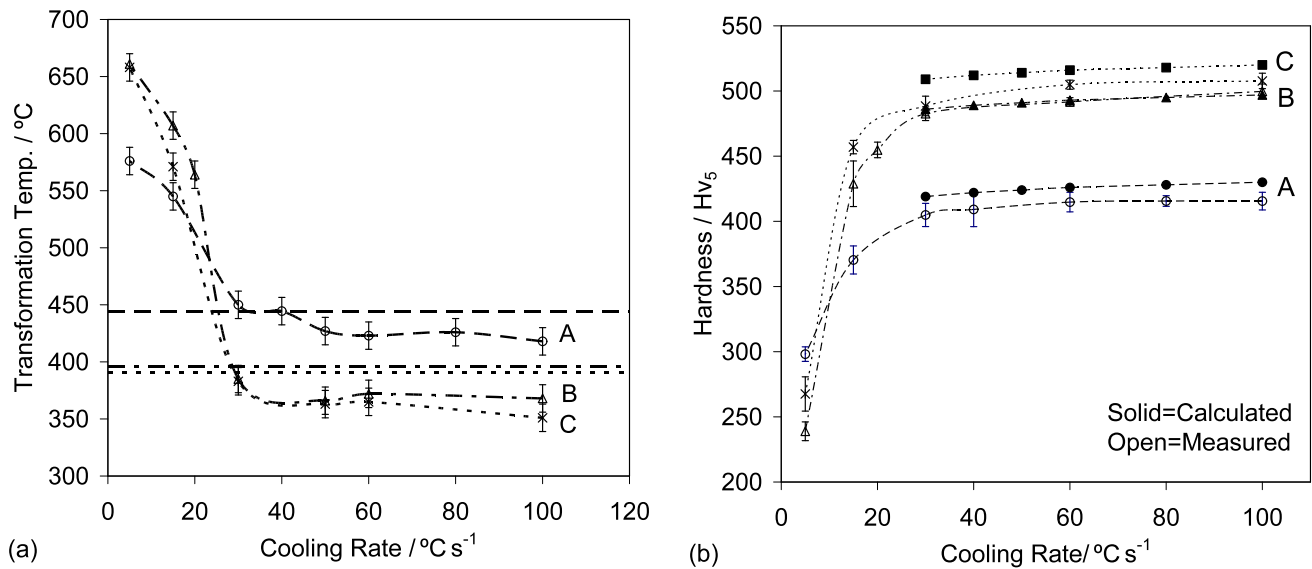 700
650
600
550
500
450
400
350
300
0
20
40
60
80
100
120
Transformation Temp. / ºC
Cooling Rate / ºC s-1
A
B
C
(a)
550
500
450
400
350
300
250
200
0
20
40
60
80
100
Hardness / Hv5
Cooling Rate/ ºC s-1
C
B
A
Solid=Calculated
Open=Measured
(b)